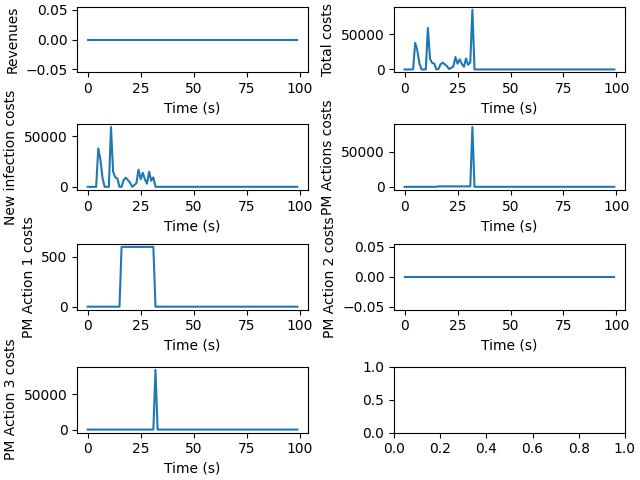 Revenues
0.05
0.00
−0.05
0 25 50 75 100
Time (s)
Total costs
50000
0
0 25 50 75 100
Time (s)
New infection costs
50000
0
0 25 50 75 100
Time (s)
PM Actions costs
50000
0
0 25 50 75 100
Time (s)
PM Action 1 costs
500
0
0 25 50 75 100
Time (s)
PM Action 2 costs
0.05
0.00
−0.05
0 25 50 75 100
Time (s)
PM Action 3 costs
50000
0
0 25 50 75 100
Time (s)
1.0
0.5
0.0
0.0 0.2 0.4 0.6 0.8 1.0